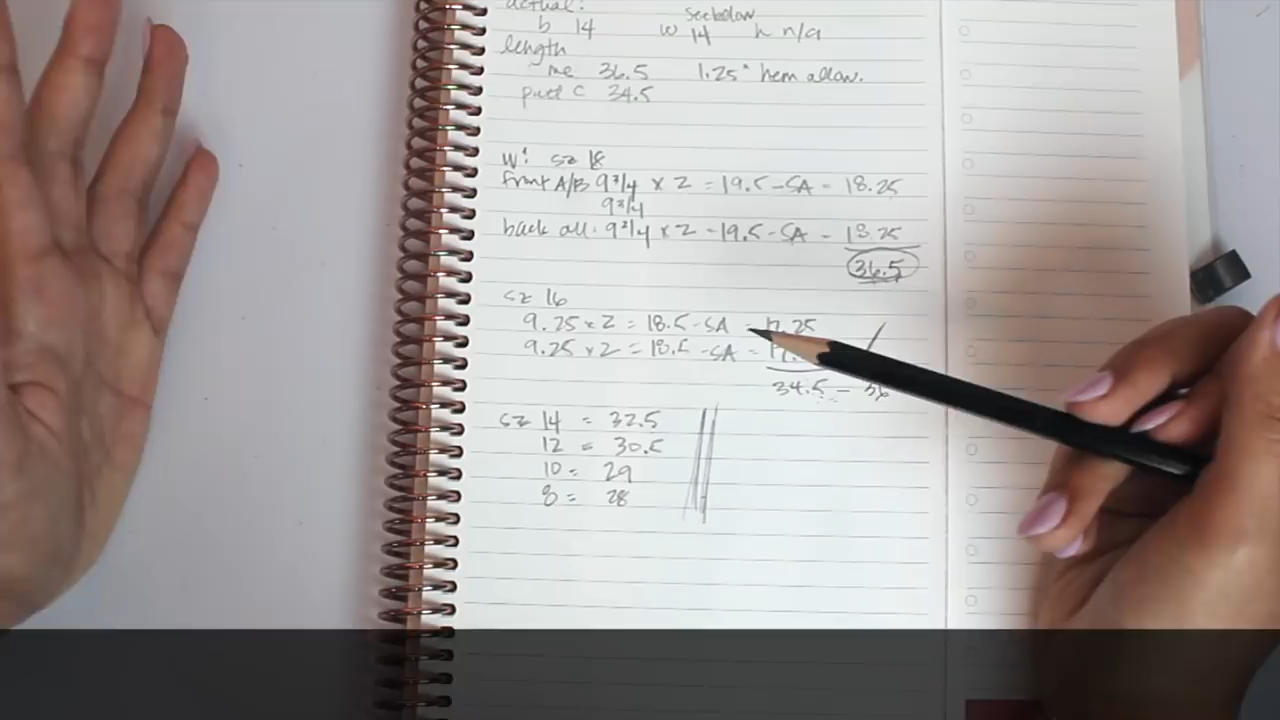 actual:
b 14 w see below 14 h n/a
length
me 36.5 1.25" hem allow.
patt C 34.5
w: sz 18
front A/B 9 3/4 x 2 = 19.5 - SA - 18.25
9 3/4
back all: 9 3/4 x 2 - 19.5 - SA - 18.25
36.5
sz 16
9.25 x 2 = 18.5 - SA - 17.25
9.25 x 2 = 18.5 - SA -
34.5 -
sz 14 = 32.5
12 = 30.5
10 = 29
8 = 28